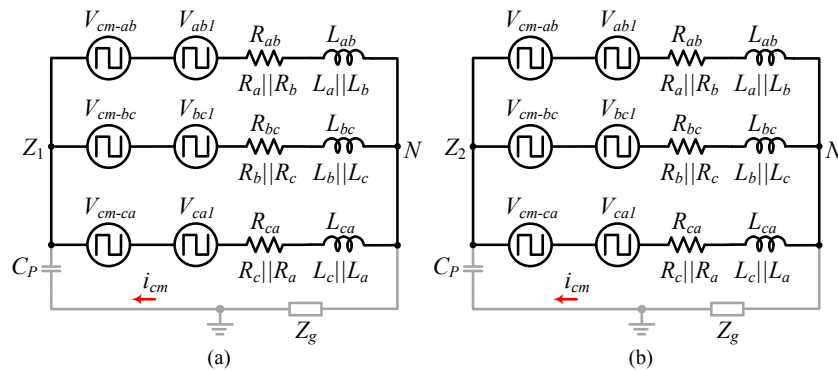 V_cm-ab V_ab1 R_ab L_ab
R_a||R_b L_a||L_b
V_cm-bc V_bc1 R_bc L_bc
Z_1 N
R_b||R_c L_b||L_c
V_cm-ca V_ca1 R_ca L_ca
C_P R_c||R_a L_c||L_a
i_cm
Z_g
(a)
V_cm-ab V_ab1 R_ab L_ab
R_a||R_b L_a||L_b
V_cm-bc V_bc1 R_bc L_bc
Z_2 N
R_b||R_c L_b||L_c
V_cm-ca V_ca1 R_ca L_ca
C_P R_c||R_a L_c||L_a
i_cm
Z_g
(b)